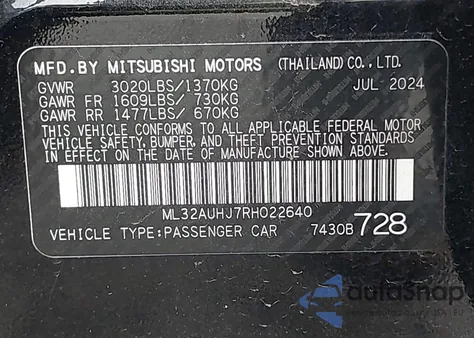 MFD.BY MITSUBISHI MOTORS (THAILAND) CO., LTD.
GVWR 3020LBS/1370KG JUL 2024
GAWR FR 1609LBS/ 730KG
GAWR RR 1477LBS/ 670KG
THIS VEHICLE CONFORMS TO ALL APPLICABLE FEDERAL MOTOR
VEHICLE SAFETY, BUMPER, AND THEFT PREVENTION STANDARDS
IN EFFECT ON THE DATE OF MANUFACTURE SHOWN ABOVE.
ML32AUHJ7RH022640
VEHICLE TYPE:PASSENGER CAR 7430B 728
autosnap